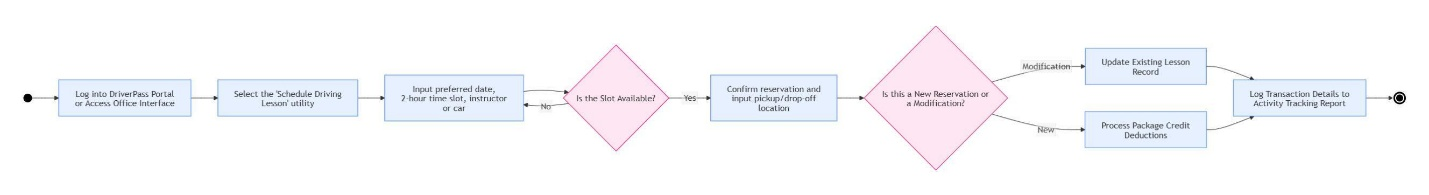 Log into DriverPass Portal
or Access Office Interface
Select the 'Schedule Driving
Lesson' utility
Input preferred date,
2-hour time slot, instructor
or car
No
Is the Slot Available?
Yes
Confirm reservation and
input pickup/drop-off
location
Is this a New Reservation or
a Modification?
Modification
Update Existing Lesson
Record
New
Process Package Credit
Deductions
Log Transaction Details to
Activity Tracking Report